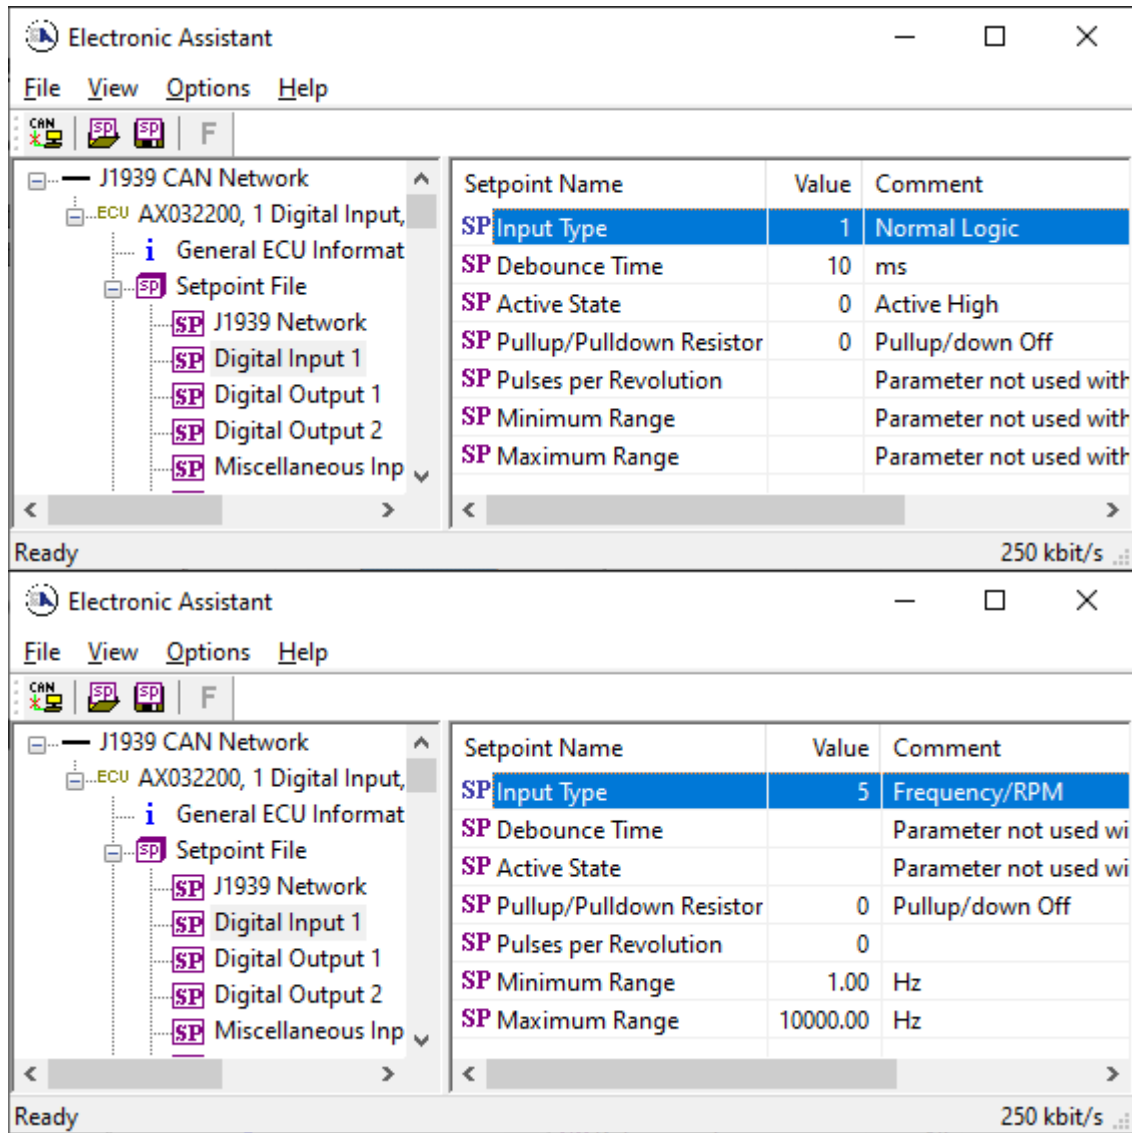 Electronic Assistant
File View Options Help
CAN SP SP F
J1939 CAN Network
ECU AX032200, 1 Digital Input,
i General ECU Informat
SP Setpoint File
SP J1939 Network
SP Digital Input 1
SP Digital Output 1
SP Digital Output 2
SP Miscellaneous Inp
Setpoint Name Value Comment
SP Input Type 1 Normal Logic
SP Debounce Time 10 ms
SP Active State 0 Active High
SP Pullup/Pulldown Resistor 0 Pullup/down Off
SP Pulses per Revolution Parameter not used with
SP Minimum Range Parameter not used with
SP Maximum Range Parameter not used with
Ready 250 kbit/s
Electronic Assistant
File View Options Help
CAN SP SP F
J1939 CAN Network
ECU AX032200, 1 Digital Input,
i General ECU Informat
SP Setpoint File
SP J1939 Network
SP Digital Input 1
SP Digital Output 1
SP Digital Output 2
SP Miscellaneous Inp
Setpoint Name Value Comment
SP Input Type 5 Frequency/RPM
SP Debounce Time Parameter not used wi
SP Active State Parameter not used wi
SP Pullup/Pulldown Resistor 0 Pullup/down Off
SP Pulses per Revolution 0
SP Minimum Range 1.00 Hz
SP Maximum Range 10000.00 Hz
Ready 250 kbit/s